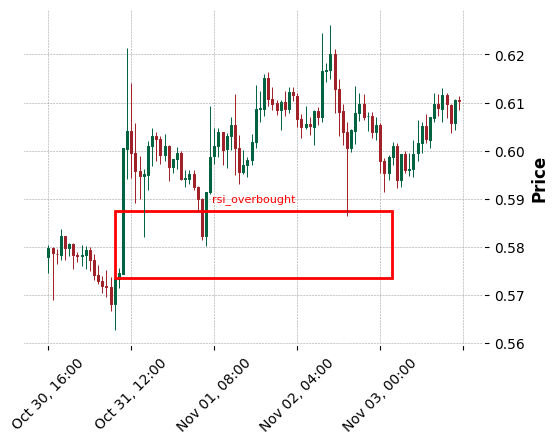 0.62
0.61
0.60
rsi_overbought
0.59
0.58
0.57
0.56
Price
Oct 30, 16:00
Oct 31, 12:00
Nov 01, 08:00
Nov 02, 04:00
Nov 03, 00:00